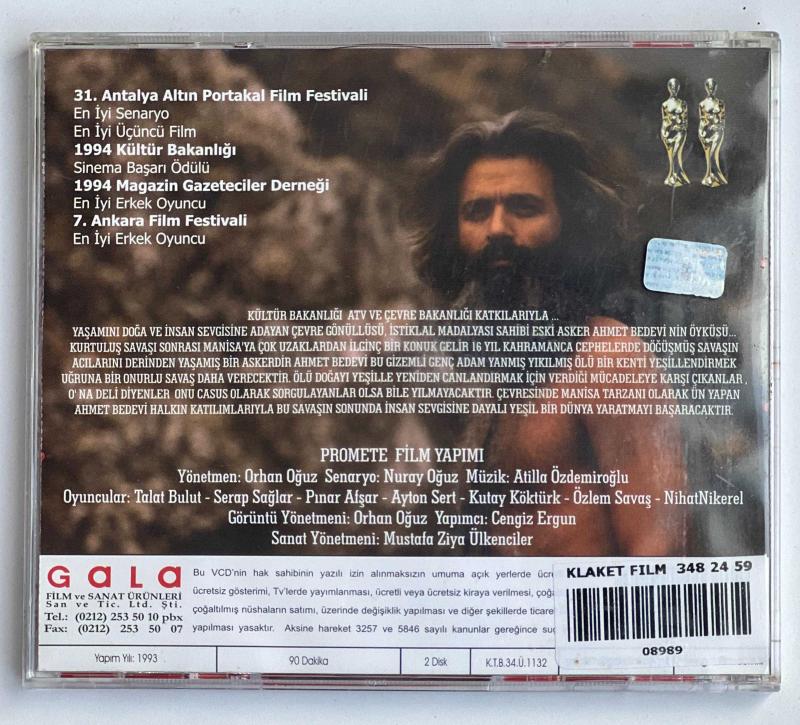 31. Antalya Altın Portakal Film Festivali
En İyi Senaryo
En İyi Üçüncü Film
1994 Kültür Bakanlığı
Sinema Başarı Ödülü
1994 Magazin Gazeteciler Derneği
En İyi Erkek Oyuncu
7. Ankara Film Festivali
En İyi Erkek Oyuncu
KÜLTÜR BAKANLIĞI ATV VE ÇEVRE BAKANLIĞI KATKILARIYLA ...
YAŞAMINI DOĞA VE İNSAN SEVGİSİNE ADAYAN ÇEVRE GÖNÜLLÜSÜ, İSTİKLAL MADALYASI SAHİBİ ESKİ ASKER AHMET BEDEVİ NİN ÖYKÜSÜ...
KURTULUŞ SAVAŞI SONRASI MANİSA'YA ÇOK UZAKLARDAN İLGİNÇ BİR KONUK GELİR 16 YIL KAHRAMANCA CEPHELERDE DÖĞÜŞMÜŞ SAVAŞIN
ACILARINI DERİNDEN YAŞAMIŞ BİR ASKERDİR AHMET BEDEVİ BU GİZEMLİ GENÇ ADAM YANMIŞ YIKILMIŞ ÖLÜ BİR KENTİ YEŞİLLENDİRMEK
UĞRUNA BİR ONURLU SAVAŞ DAHA VERECEKTİR. ÖLÜ DOĞAYI YEŞİLLE YENİDEN CANLANDIRMAK İÇİN VERDİĞİ MÜCADELEYE KARŞI ÇIKANLAR ,
O' NA DELİ DİYENLER ONU CASUS OLARAK SORGULAYANLAR OLSA BİLE YILMAYACAKTIR. ÇEVRESİNDE MANİSA TARZANI OLARAK ÜN YAPAN
AHMET BEDEVİ HALKIN KATILIMLARIYLA BU SAVAŞIN SONUNDA İNSAN SEVGİSİNE DAYALI YEŞİL BİR DÜNYA YARATMAYI BAŞARACAKTIR.
PROMETE FİLM YAPIMI
Yönetmen: Orhan Oğuz Senaryo: Nuray Oğuz Müzik: Atilla Özdemiroğlu
Oyuncular: Talat Bulut - Serap Sağlar - Pınar Afşar - Ayton Sert - Kutay Köktürk - Özlem Savaş - NihatNikerel
Görüntü Yönetmeni: Orhan Oğuz Yapımcı: Cengiz Ergun
Sanat Yönetmeni: Mustafa Ziya Ülkenciler
GALA
FİLM ve SANAT ÜRÜNLERİ
San ve Tic. Ltd. Şti.
Tel.: (0212) 253 50 10 pbx
Fax: (0212) 253 50 07
Bu VCD'nin hak sahibinin yazılı izin alınmaksızın umuma açık yerlerde ücre
ücretsiz gösterimi, Tv'lerde yayımlanması, ücretli veya ücretsiz kiraya verilmesi, çoğa
çoğaltılmış nüshaların satımı, üzerinde değişiklik yapılması ve diğer şekillerde ticare
yapılması yasaktır. Aksine hareket 3257 ve 5846 sayılı kanunlar gereğince suç
KLAKET FILM 348 24 59
08989
Yapım Yılı: 1993
90 Dakika
2 Disk
K.T.B.34.Ü.1132